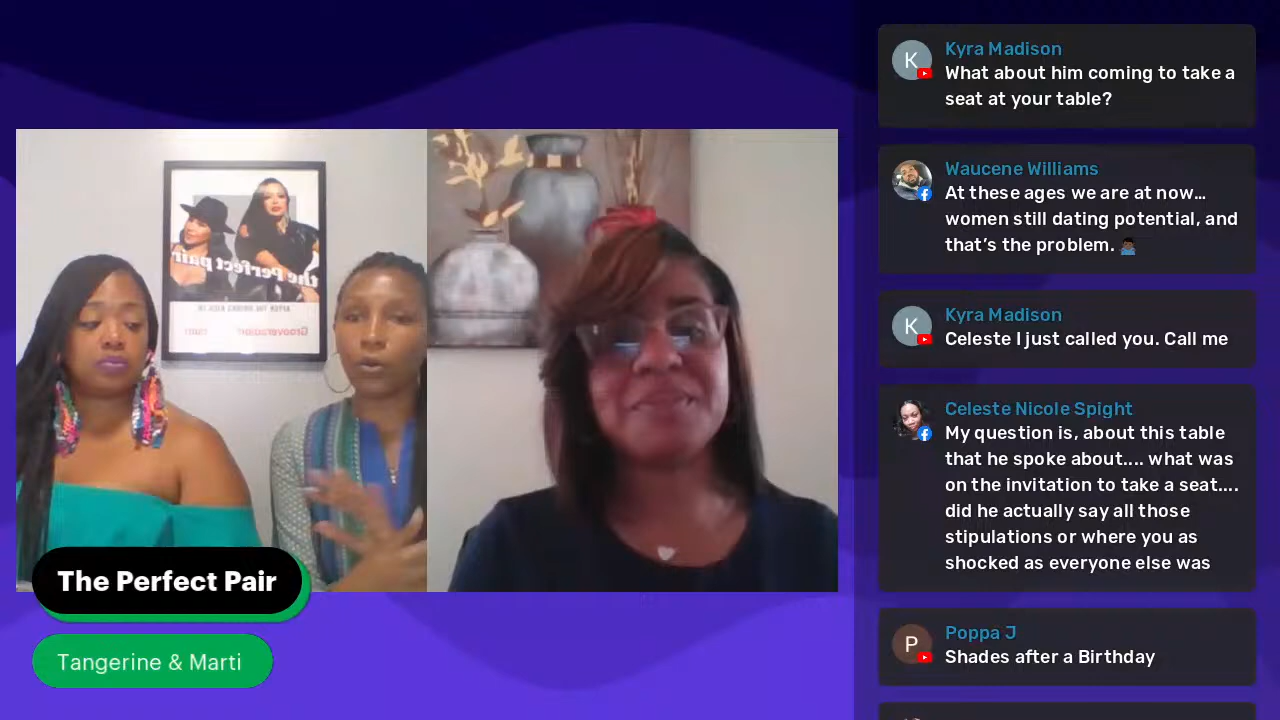 the Perfect pair
The Perfect Pair
Tangerine & Marti
K
Kyra Madison
What about him coming to take a
seat at your table?
Waucene Williams
At these ages we are at now…
women still dating potential, and
that’s the problem. 🤷🏿‍♂️
K
Kyra Madison
Celeste I just called you. Call me
Celeste Nicole Spight
My question is, about this table
that he spoke about.... what was
on the invitation to take a seat....
did he actually say all those
stipulations or where you as
shocked as everyone else was
P
Poppa J
Shades after a Birthday